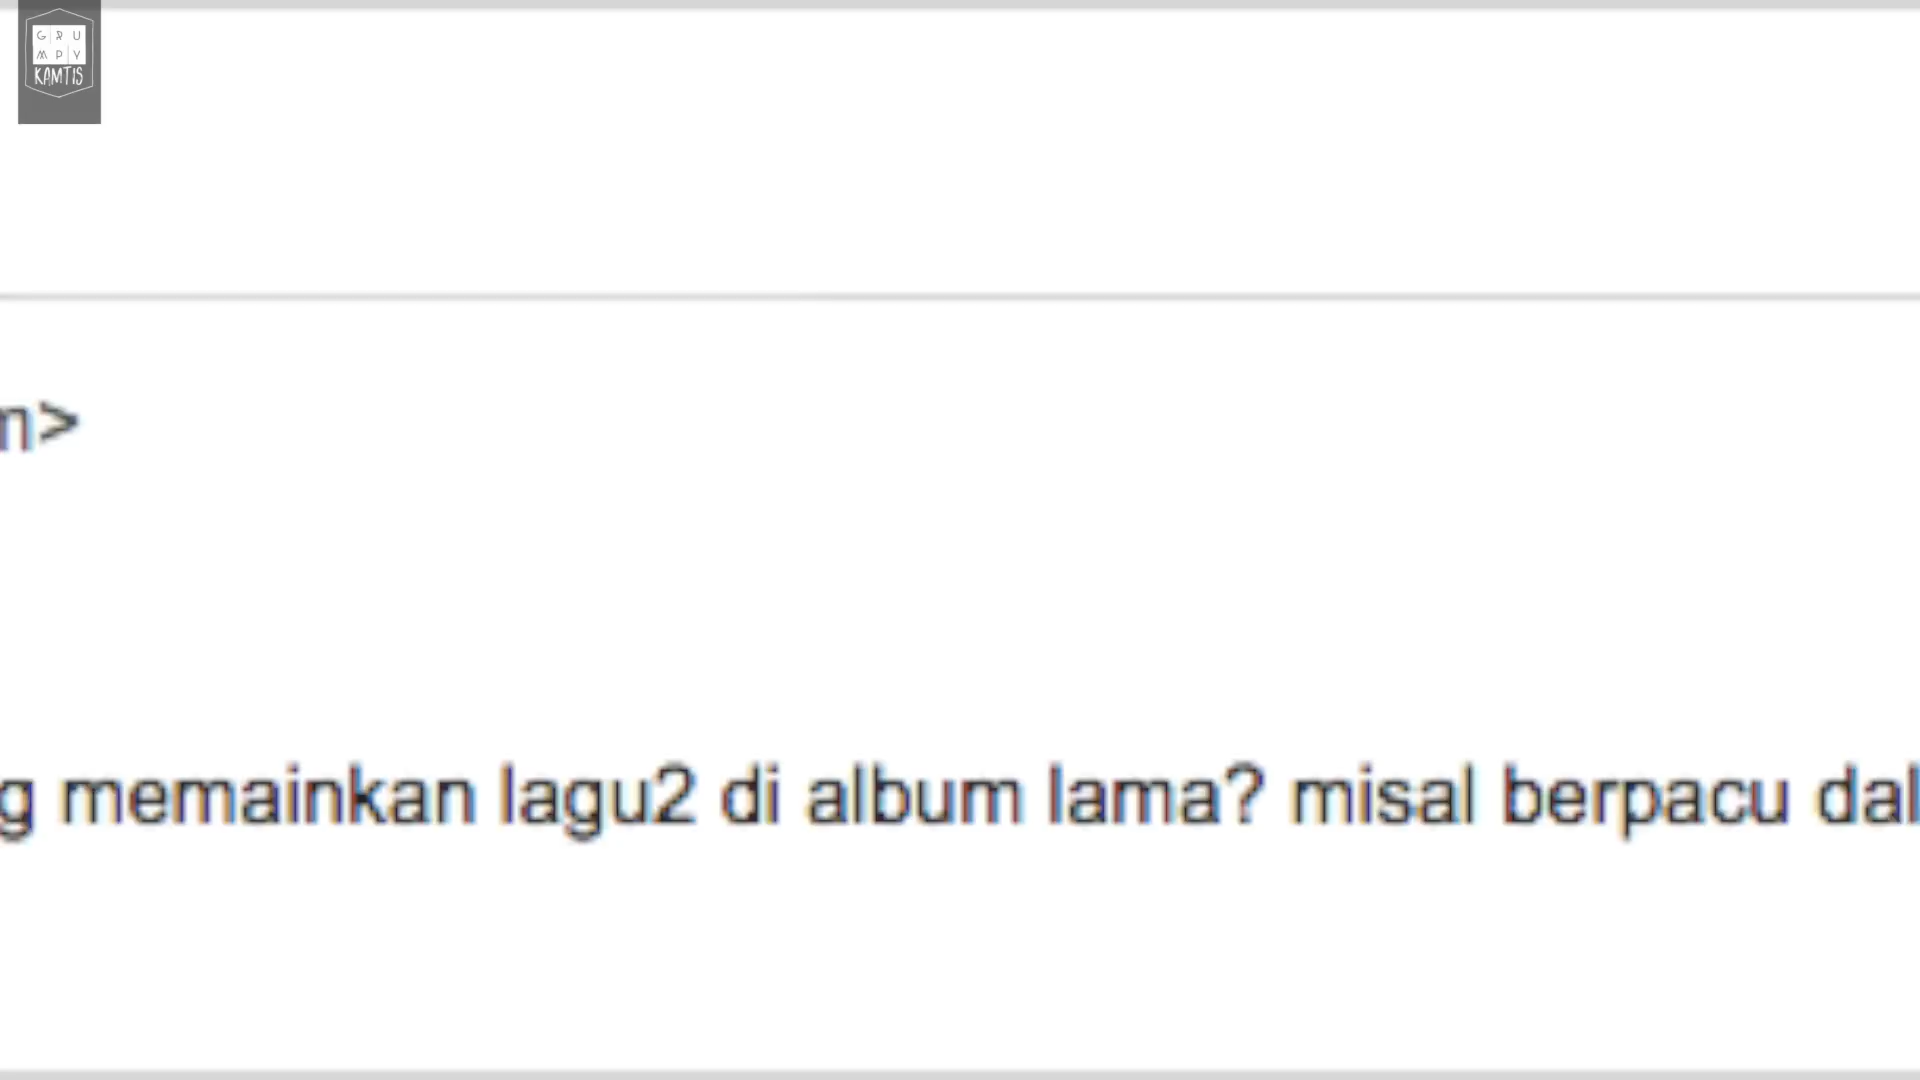 G R U
M P Y
KAMTIS
n>
g memainkan lagu2 di album lama? misal berpacu dal